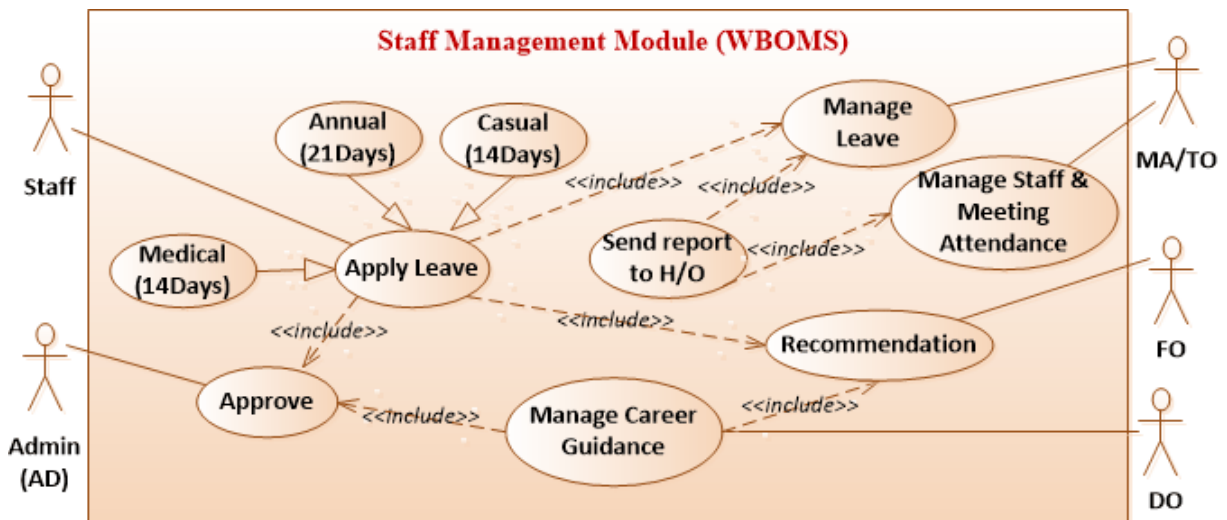 Staff Management Module (WBOMS)
Staff
Annual
(21Days)
Casual
(14Days)
Manage
Leave
MA/TO
<<include>>
<<include>>
Manage Staff &
Meeting
Attendance
Medical
(14Days)
Apply Leave
Send report
to H/O
<<include>>
<<include>>
<<include>>
Recommendation
FO
Admin
(AD)
Approve
<<include>>
Manage Career
Guidance
<<include>>
DO